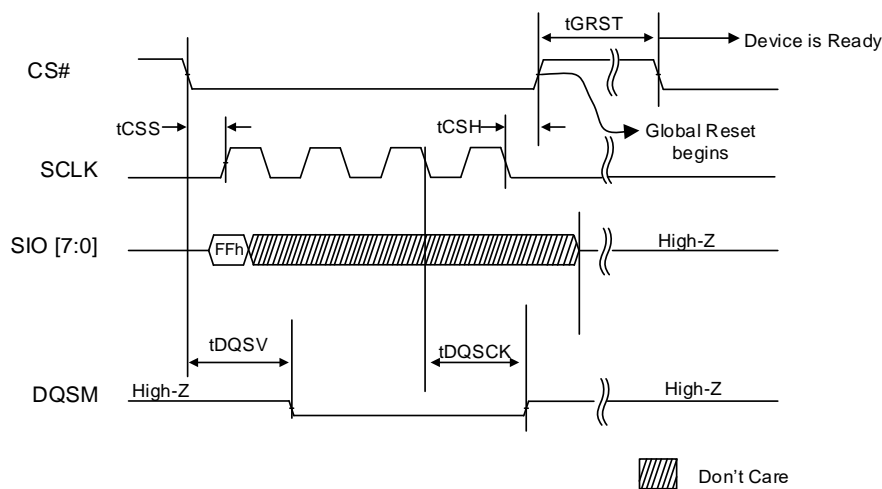 tGRST
Device is Ready
CS#
tCSS
tCSH
Global Reset
begins
SCLK
SIO [7:0]
FFh
High-Z
tDQSV
tDQSCK
DQSM
High-Z
High-Z
Don't Care